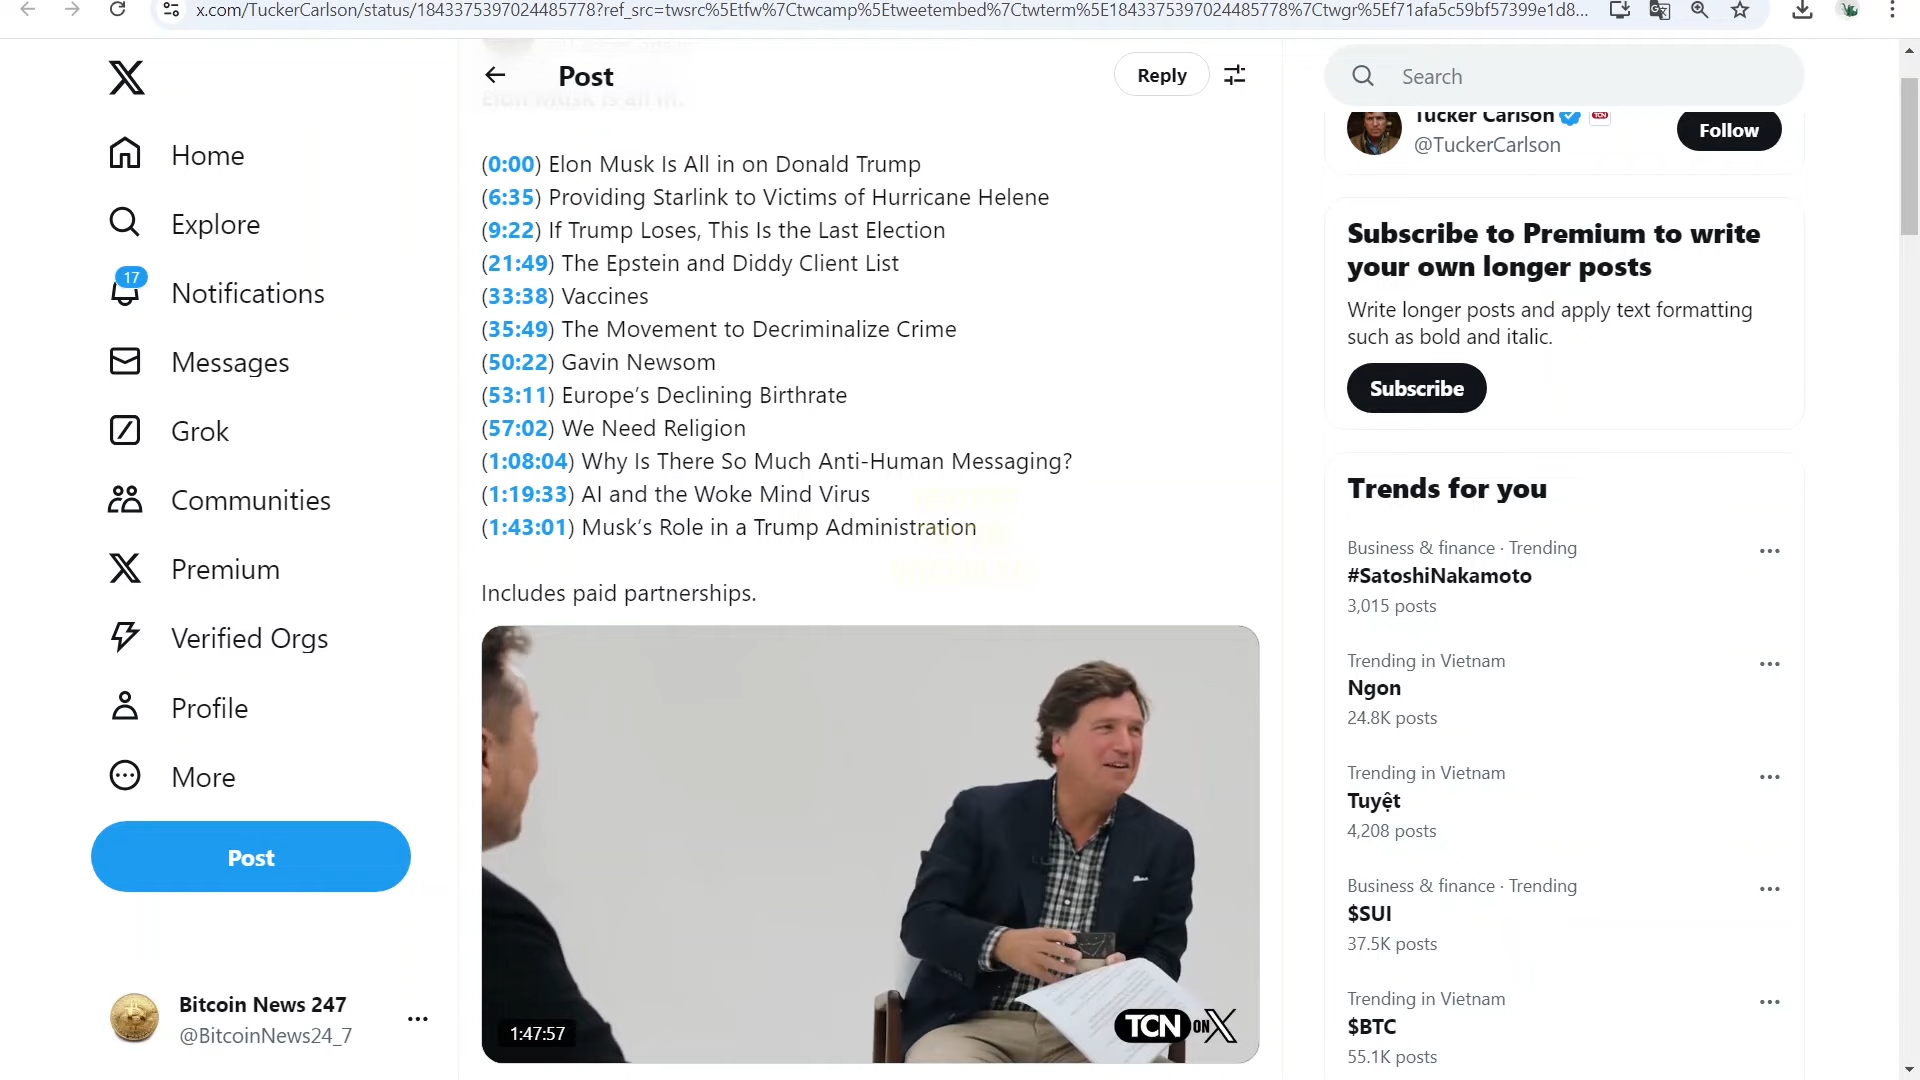 x.com/TuckerCarlson/status/1843375397024485778?ref_src=twsrc%5Etfw%7Ctwcamp%5Etweetembed%7Ctwterm%5E1843375397024485778%7Ctwgr%5Ef71afa5c59bf57399e1d8...
Home
Explore
17
Notifications
Messages
Grok
Communities
Premium
Verified Orgs
Profile
More
Post
Bitcoin News 247
@BitcoinNews24_7
Post
Reply
Elon Musk is all in.
(0:00) Elon Musk Is All in on Donald Trump
(6:35) Providing Starlink to Victims of Hurricane Helene
(9:22) If Trump Loses, This Is the Last Election
(21:49) The Epstein and Diddy Client List
(33:38) Vaccines
(35:49) The Movement to Decriminalize Crime
(50:22) Gavin Newsom
(53:11) Europe’s Declining Birthrate
(57:02) We Need Religion
(1:08:04) Why Is There So Much Anti-Human Messaging?
(1:19:33) AI and the Woke Mind Virus
(1:43:01) Musk’s Role in a Trump Administration
Includes paid partnerships.
1:47:57
TCN ON X
Search
Tucker Carlson
@TuckerCarlson
Follow
Subscribe to Premium to write
your own longer posts
Write longer posts and apply text formatting
such as bold and italic.
Subscribe
Trends for you
Business & finance · Trending
#SatoshiNakamoto
3,015 posts
Trending in Vietnam
Ngon
24.8K posts
Trending in Vietnam
Tuyệt
4,208 posts
Business & finance · Trending
$SUI
37.5K posts
Trending in Vietnam
$BTC
55.1K posts